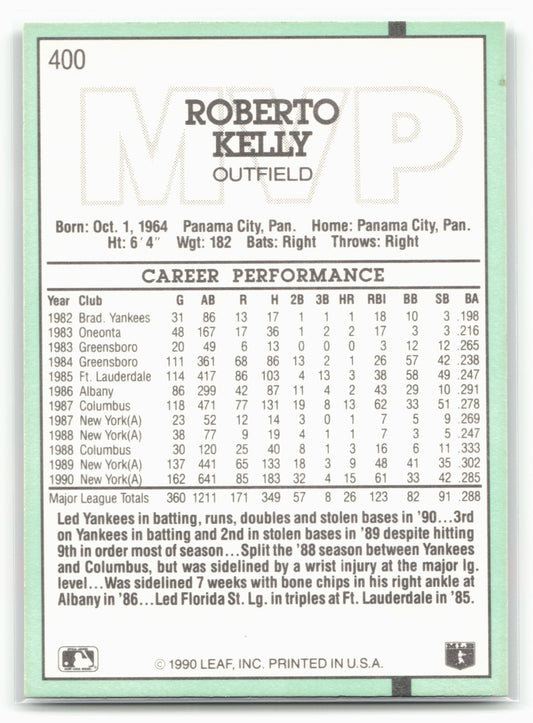 400
MVP
ROBERTO
KELLY
OUTFIELD
Born: Oct. 1, 1964 Panama City, Pan. Home: Panama City, Pan.
Ht: 6'4" Wgt: 182 Bats: Right Throws: Right
CAREER PERFORMANCE
Year Club G AB R H 2B 3B HR RBI BB SB BA
1982 Brad. Yankees 31 86 13 17 1 1 1 18 10 3 .198
1983 Oneonta 48 167 17 36 1 2 2 17 3 3 .216
1983 Greensboro 20 49 6 13 0 0 0 3 12 12 .265
1984 Greensboro 111 361 68 86 13 2 1 26 57 42 .238
1985 Ft. Lauderdale 114 417 86 103 4 13 3 38 58 49 .247
1986 Albany 86 299 42 87 11 4 2 43 29 10 .291
1987 Columbus 118 471 77 131 19 8 13 62 33 51 .278
1987 New York(A) 23 52 12 14 3 0 1 7 5 9 .269
1988 New York(A) 38 77 9 19 4 1 1 7 3 5 .247
1988 Columbus 30 120 25 40 8 1 3 16 6 11 .333
1989 New York(A) 137 441 65 133 18 3 9 48 41 35 .302
1990 New York(A) 162 641 85 183 32 4 15 61 33 42 .285
Major League Totals 360 1211 171 349 57 8 26 123 82 91 .288
Led Yankees in batting, runs, doubles and stolen bases in '90...3rd
on Yankees in batting and 2nd in stolen bases in '89 despite hitting
9th in order most of season...Split the '88 season between Yankees
and Columbus, but was sidelined by a wrist injury at the major lg.
level...Was sidelined 7 weeks with bone chips in his right ankle at
Albany in '86...Led Florida St. Lg. in triples at Ft. Lauderdale in '85.
© 1990 LEAF, INC. PRINTED IN U.S.A.
MLB